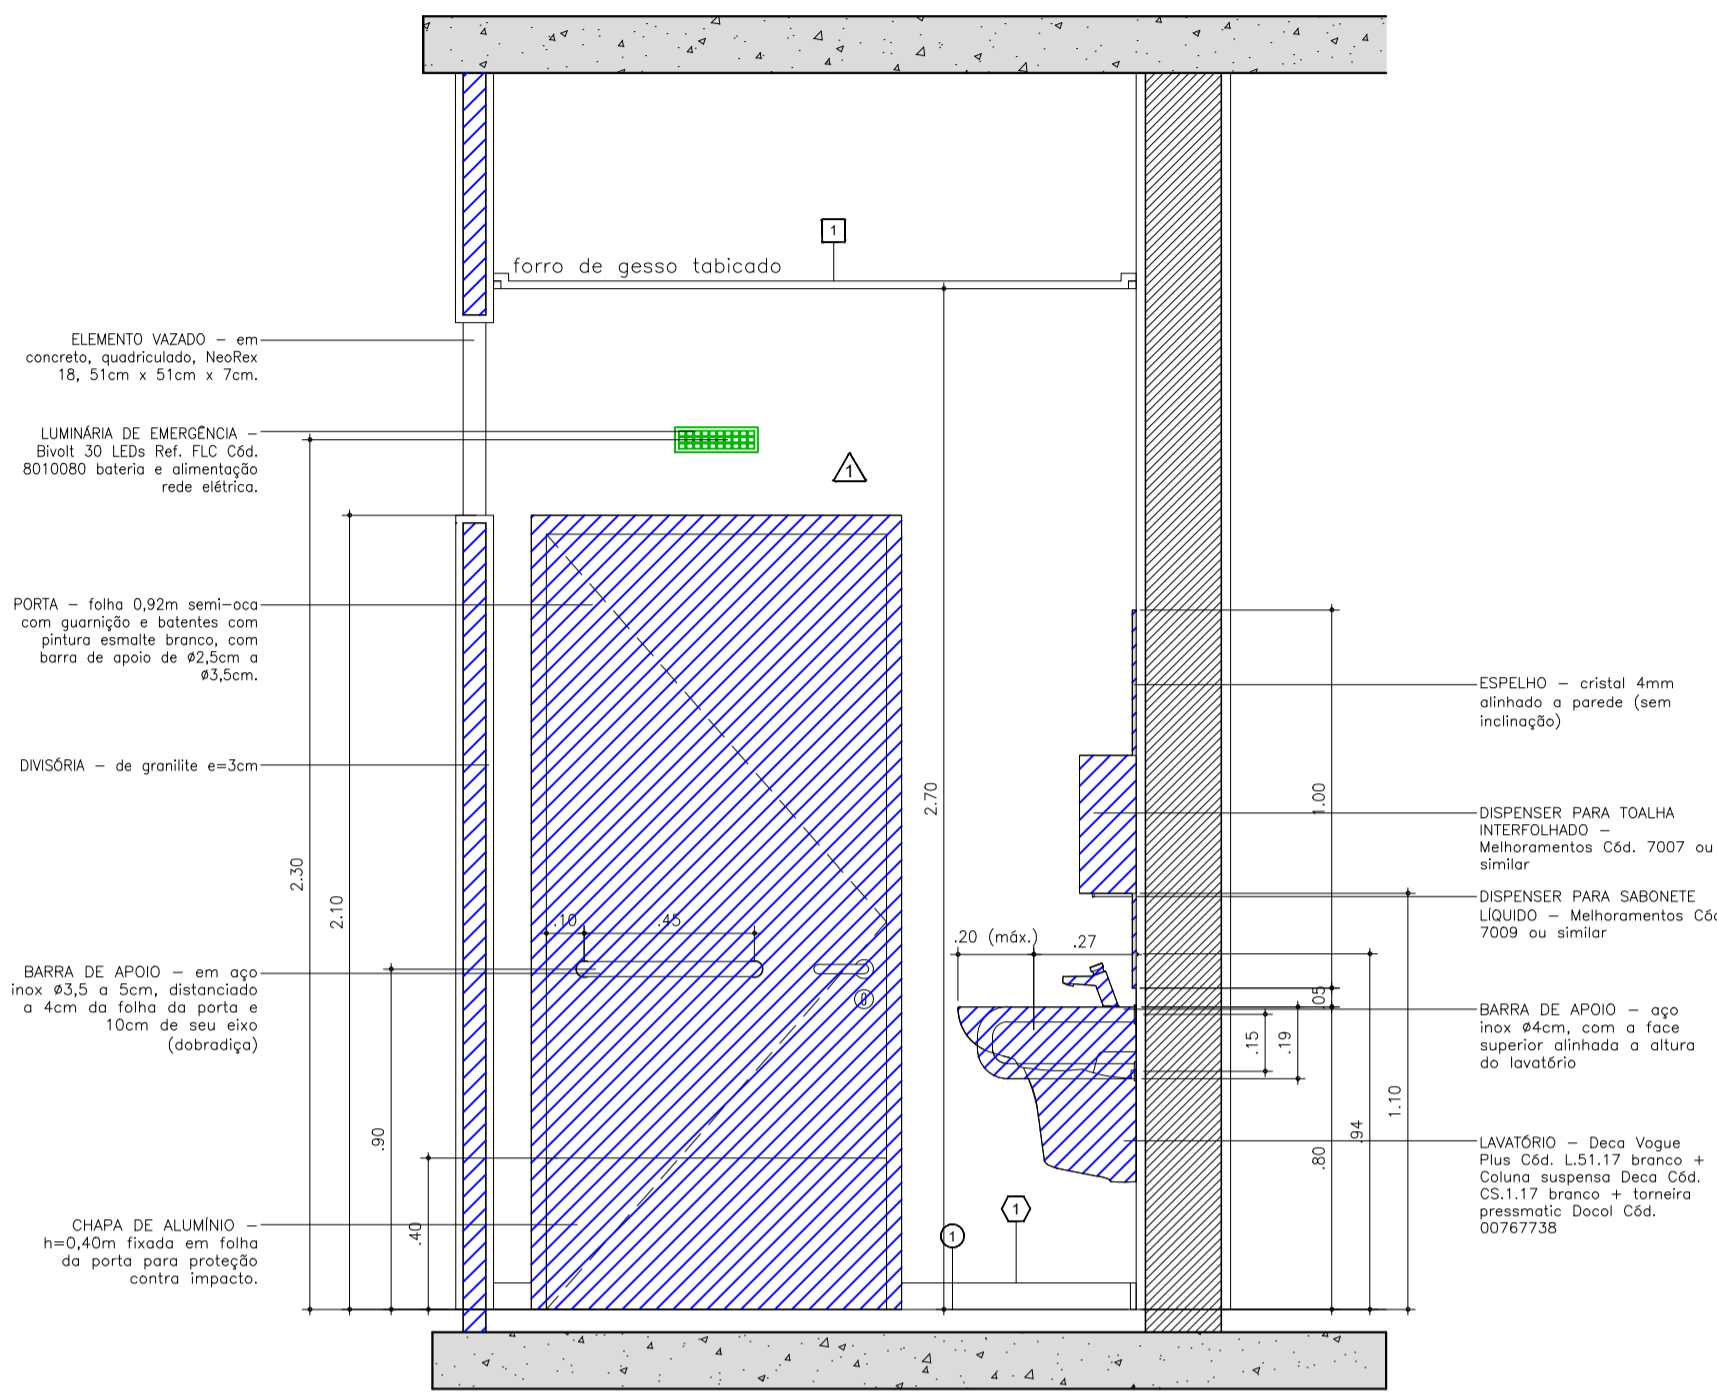 1
forro de gesso tabicado
ELEMENTO VAZADO – em
concreto, quadriculado, NeoRex
18, 51cm x 51cm x 7cm.
LUMINÁRIA DE EMERGÊNCIA –
Bivolt 30 LEDs Ref. FLC Cód.
8010080 bateria e alimentação
rede elétrica.
1
PORTA – folha 0,92m semi-oca
com guarnição e batentes com
pintura esmalte branco, com
barra de apoio de ø2,5cm a
ø3,5cm.
DIVISÓRIA – de granilite e=3cm
BARRA DE APOIO – em aço
inox ø3,5 a 5cm, distanciado
a 4cm da folha da porta e
10cm de seu eixo
(dobradiça)
CHAPA DE ALUMÍNIO –
h=0,40m fixada em folha
da porta para proteção
contra impacto.
2.30
2.10
.90
.40
.10
.45
2.70
.20 (máx.)
.27
1
1
1.00
.05
.15
.19
.80
.94
1.10
ESPELHO – cristal 4mm
alinhado a parede (sem
inclinação)
DISPENSER PARA TOALHA
INTERFOLHADO –
Melhoramentos Cód. 7007 ou
similar
DISPENSER PARA SABONETE
LÍQUIDO – Melhoramentos Cód
7009 ou similar
BARRA DE APOIO – aço
inox ø4cm, com a face
superior alinhada a altura
do lavatório
LAVATÓRIO – Deca Vogue
Plus Cód. L.51.17 branco +
Coluna suspensa Deca Cód.
CS.1.17 branco + torneira
pressmatic Docol Cód.
00767738